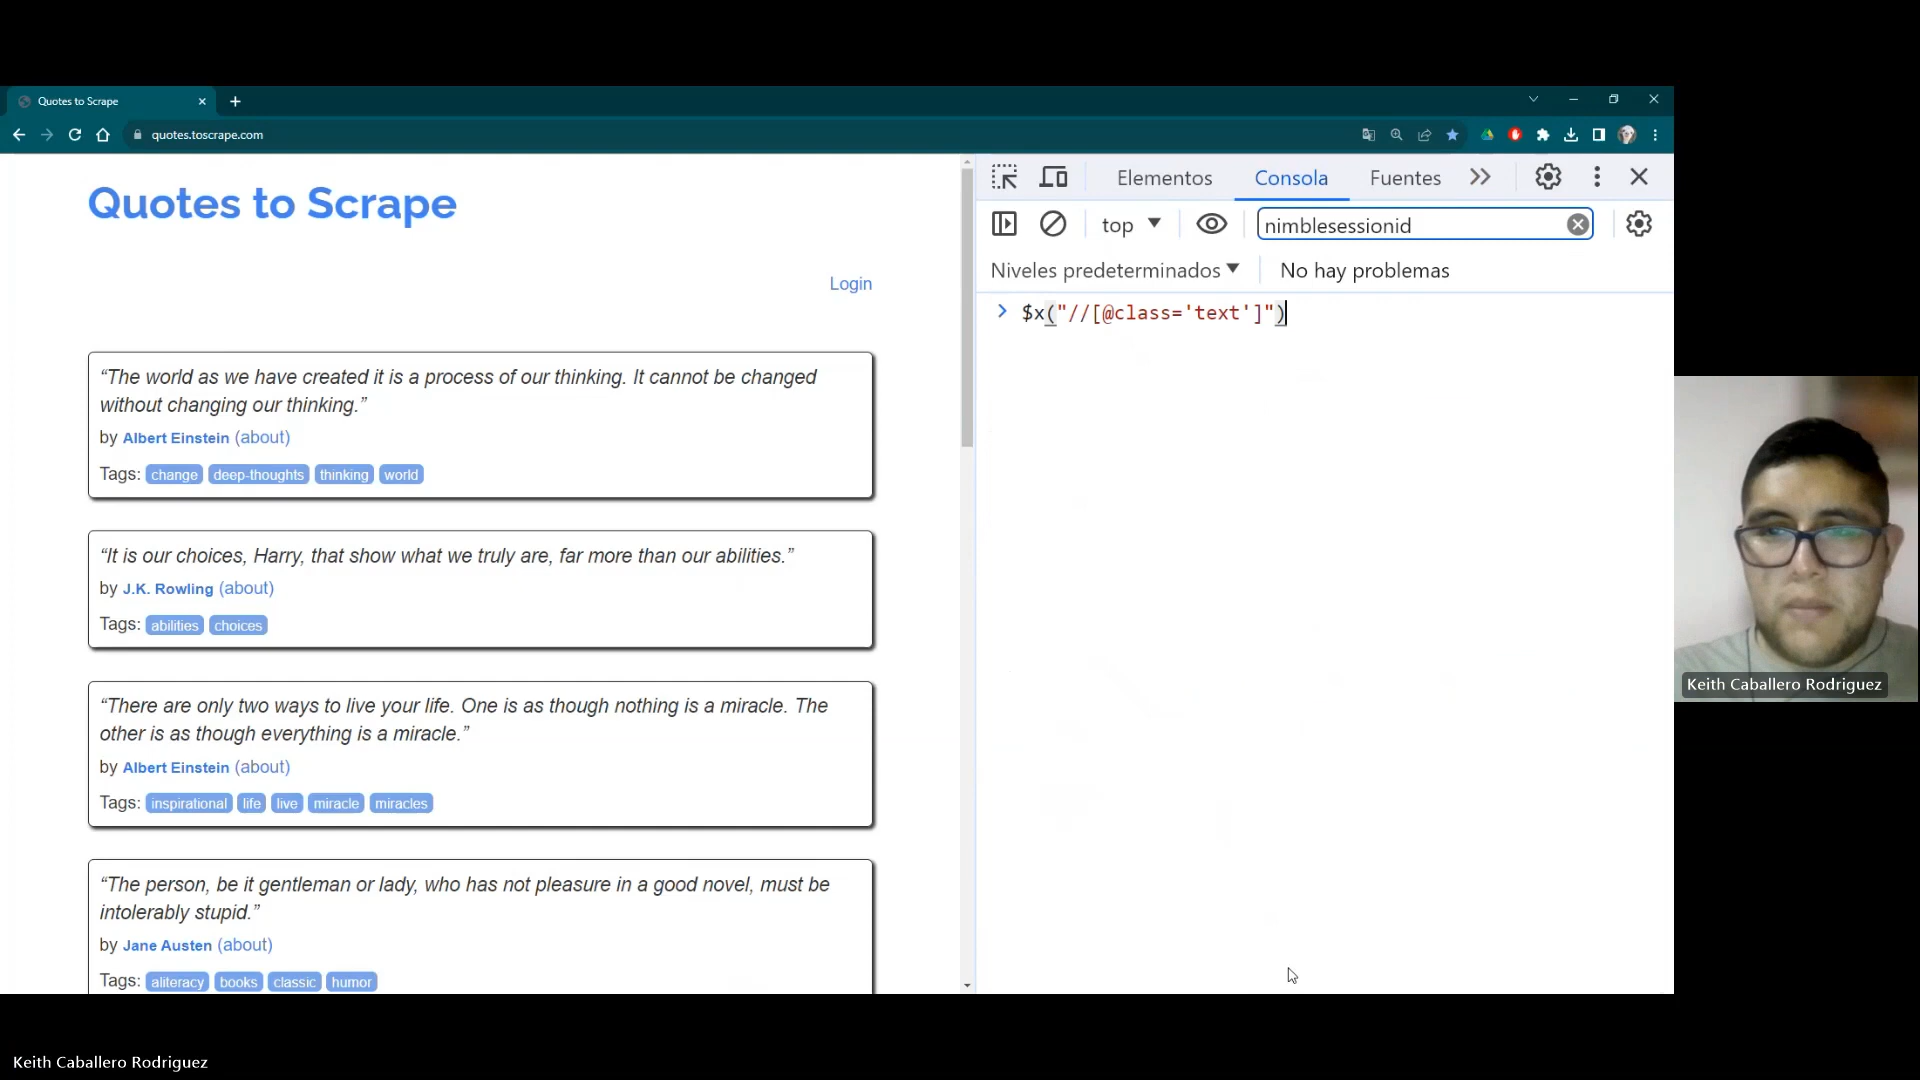 Quotes to Scrape
quotes.toscrape.com
Quotes to Scrape
Login
“The world as we have created it is a process of our thinking. It cannot be changed
without changing our thinking.”
by Albert Einstein (about)
Tags: change deep-thoughts thinking world
“It is our choices, Harry, that show what we truly are, far more than our abilities.”
by J.K. Rowling (about)
Tags: abilities choices
“There are only two ways to live your life. One is as though nothing is a miracle. The
other is as though everything is a miracle.”
by Albert Einstein (about)
Tags: inspirational life live miracle miracles
“The person, be it gentleman or lady, who has not pleasure in a good novel, must be
intolerably stupid.”
by Jane Austen (about)
Tags: aliteracy books classic humor
Elementos Consola Fuentes
top nimblesessionid
Niveles predeterminados No hay problemas
$x("//[@class='text']")
Keith Caballero Rodriguez
Keith Caballero Rodriguez